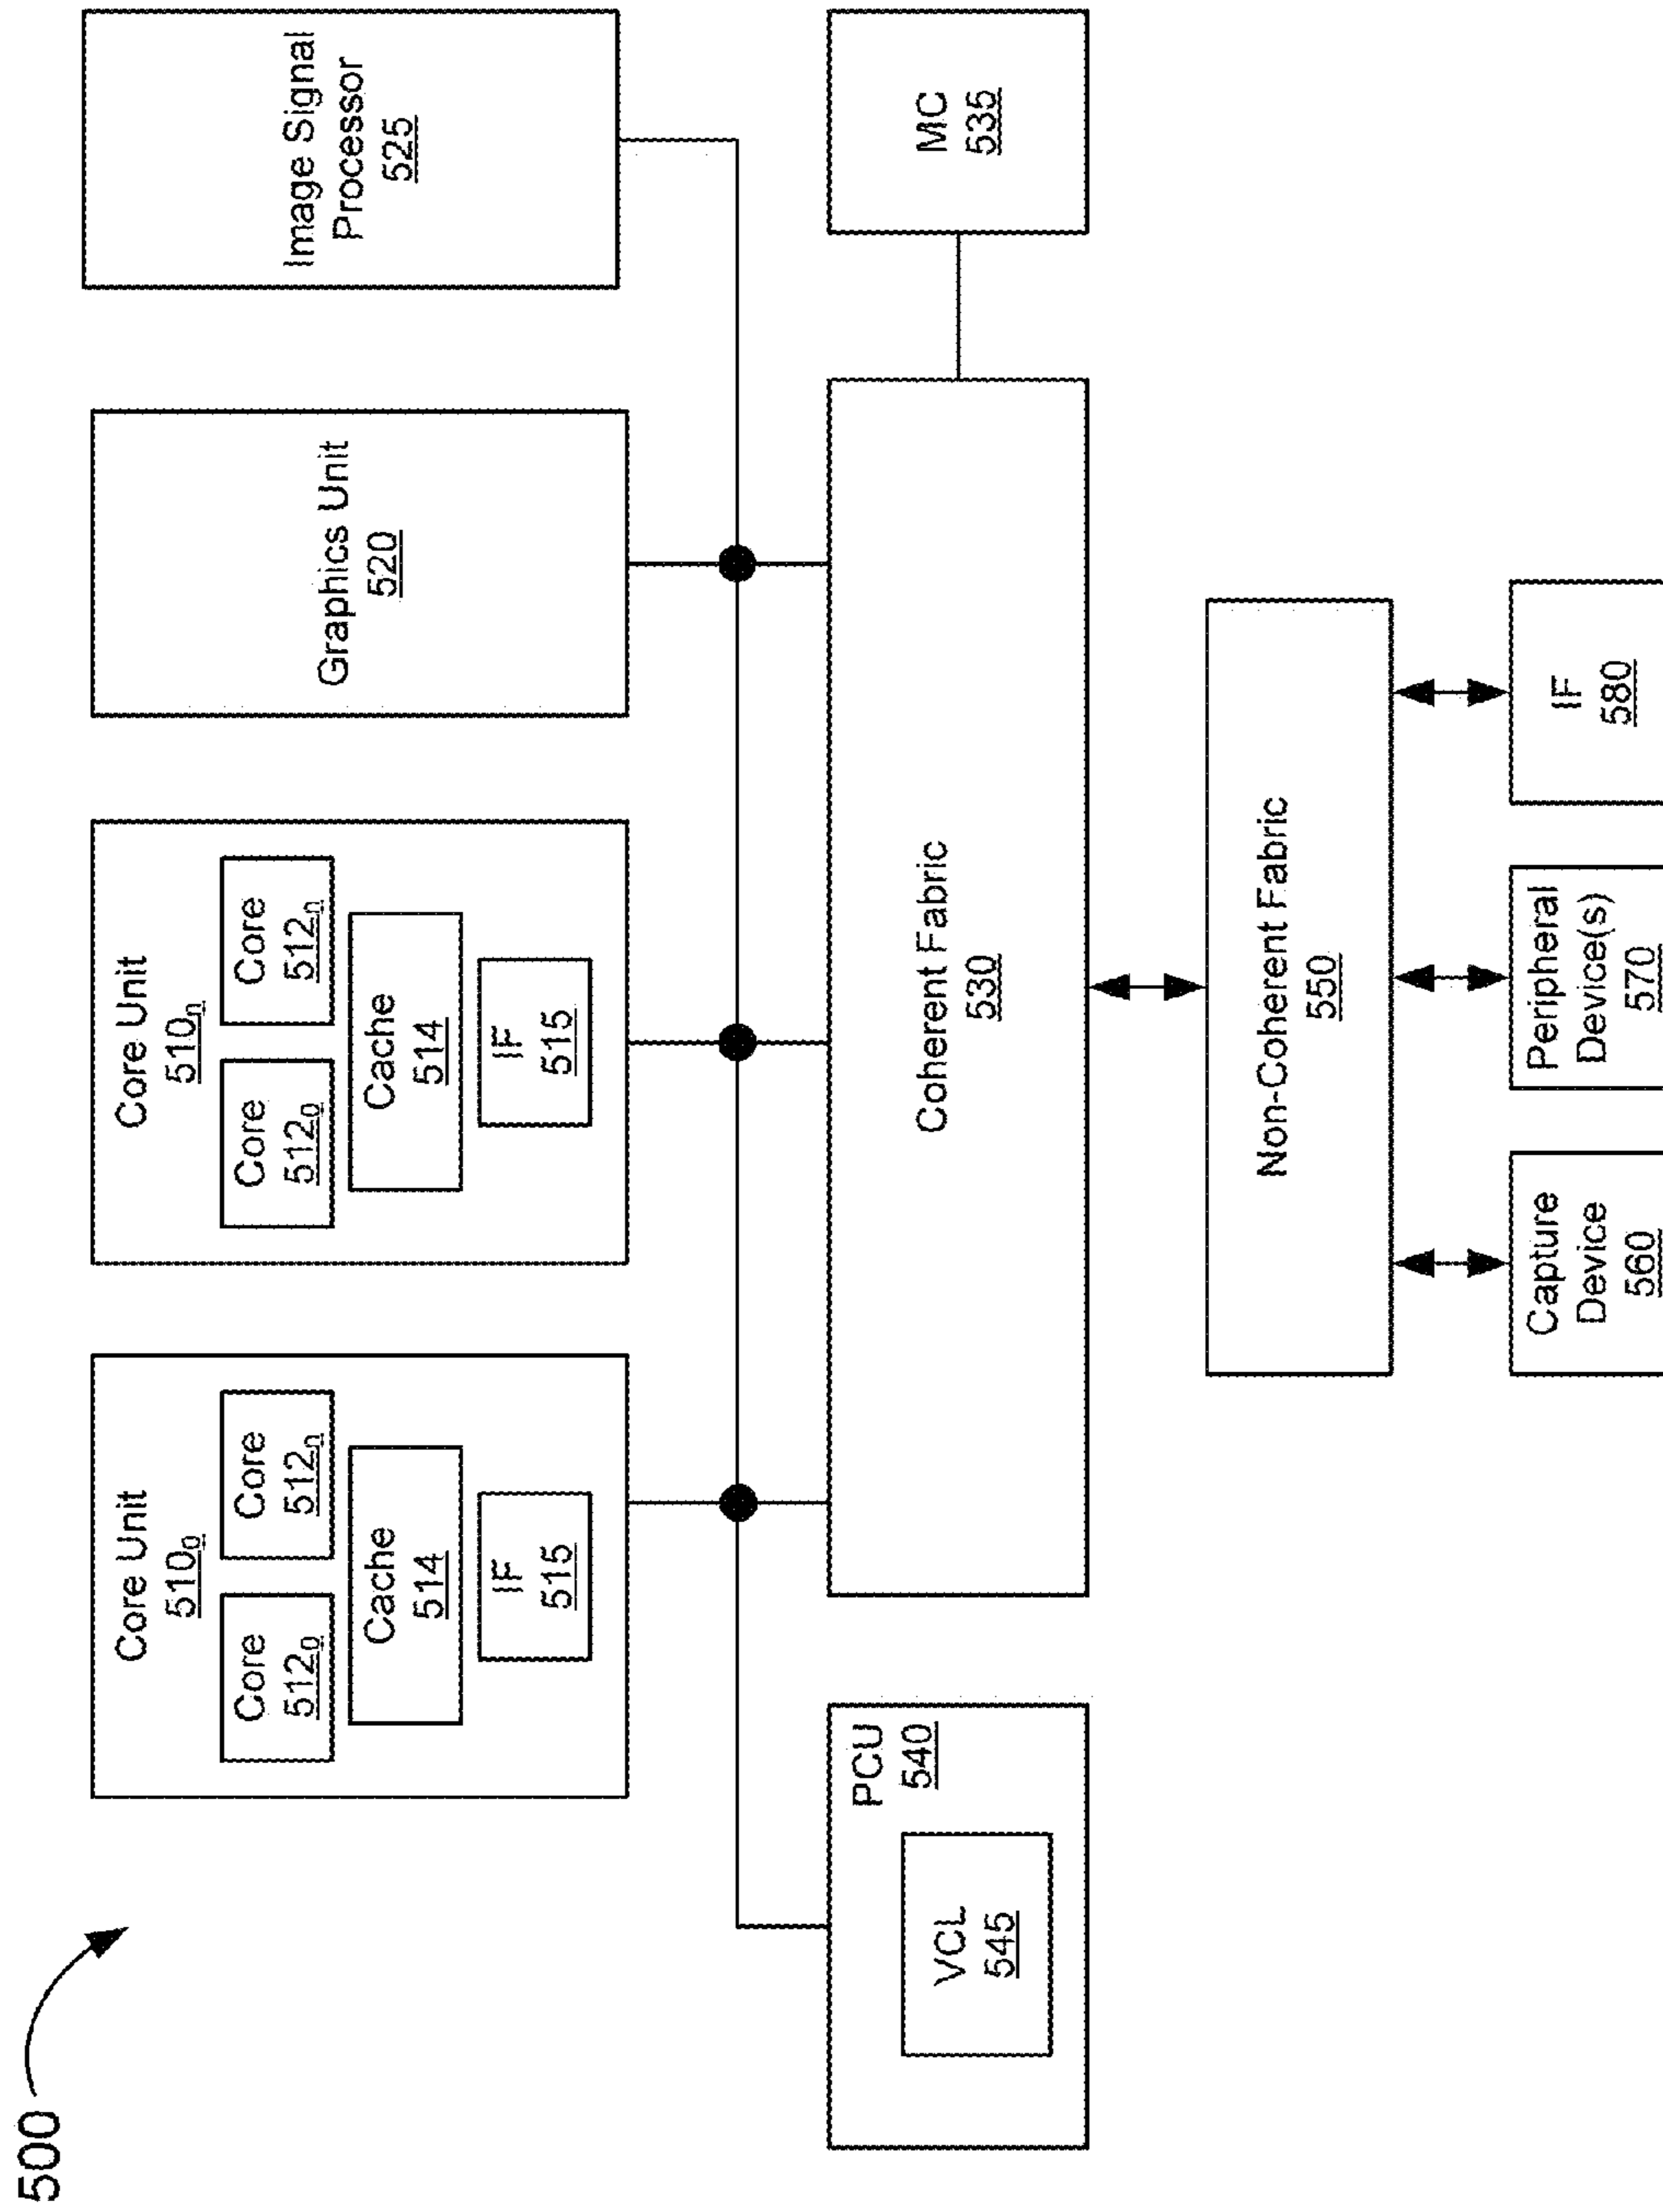 500
Core Unit
510₀
Core
512₀
Core
512ₙ
Cache
514
IF
515
Core Unit
510ₙ
Core
512₀
Core
512ₙ
Cache
514
IF
515
Graphics Unit
520
Image Signal
Processor
525
PCU
540
VCL
545
Coherent Fabric
530
MC
535
Non-Coherent Fabric
550
Capture
Device
560
Peripheral
Device(s)
570
IF
580